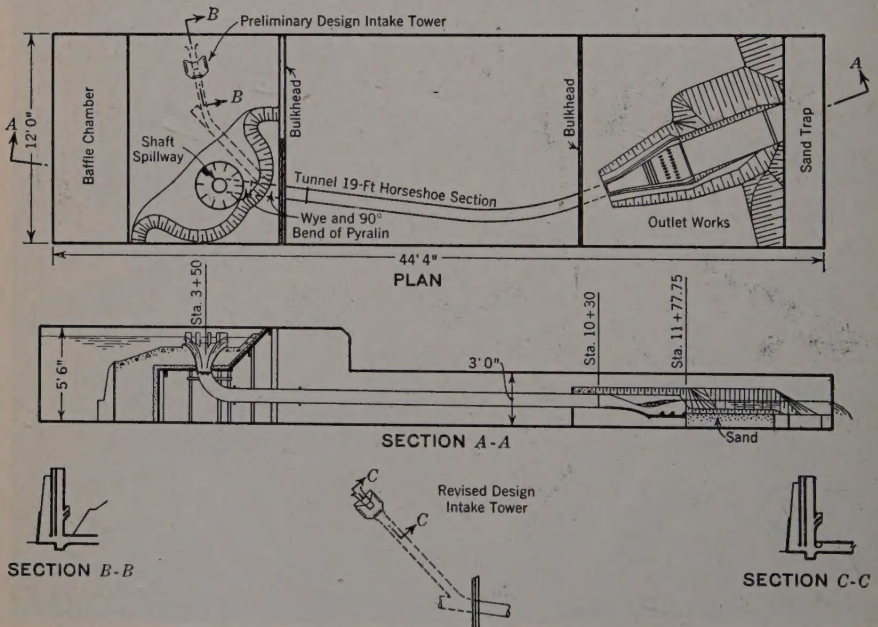 B
Preliminary Design Intake Tower
B
A
12' 0"
Baffle Chamber
Shaft
Spillway
Bulkhead
Tunnel 19-Ft Horseshoe Section
Wye and 90°
Bend of Pyralin
Bulkhead
Outlet Works
Sand Trap
A
44' 4"
PLAN
Sta. 3 + 50
Sta. 10 + 30
Sta. 11 + 77.75
5' 6"
3' 0"
SECTION A-A
Sand
SECTION B-B
C
C
Revised Design
Intake Tower
SECTION C-C